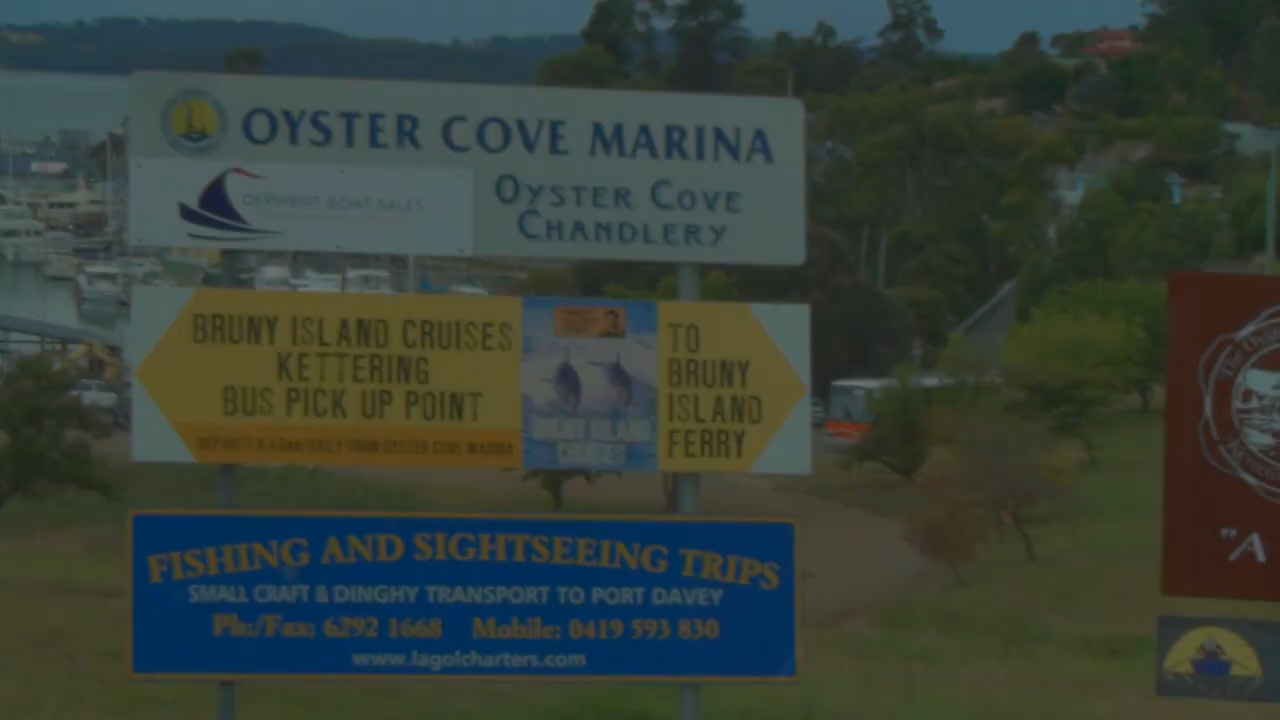 OYSTER COVE MARINA
DERWENT BOAT SALES
OYSTER COVE
CHANDLERY
BRUNY ISLAND CRUISES
KETTERING
BUS PICK UP POINT
TO
BRUNY
ISLAND
FERRY
CRUISES
FISHING AND SIGHTSEEING TRIPS
SMALL CRAFT & DINGHY TRANSPORT TO PORT DAVEY
Ph:/Fax: 6292 1668 Mobile: 0419 593 830
www.lagolcharters.com
"A